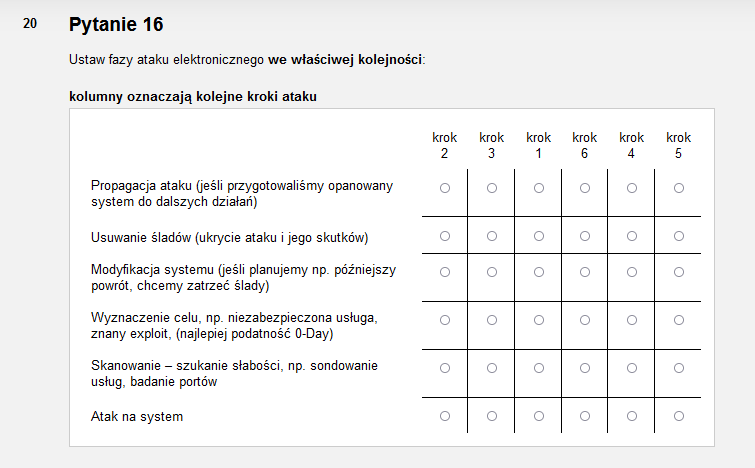 20
Pytanie 16
Ustaw fazy ataku elektronicznego we właściwej kolejności:
kolumny oznaczają kolejne kroki ataku
krok krok krok krok krok krok
2 3 1 6 4 5
Propagacja ataku (jeśli przygotowaliśmy opanowany
system do dalszych działań)
Usuwanie śladów (ukrycie ataku i jego skutków)
Modyfikacja systemu (jeśli planujemy np. późniejszy
powrót, chcemy zatrzeć ślady)
Wyznaczenie celu, np. niezabezpieczona usługa,
znany exploit, (najlepiej podatność 0-Day)
Skanowanie – szukanie słabości, np. sondowanie
usług, badanie portów
Atak na system